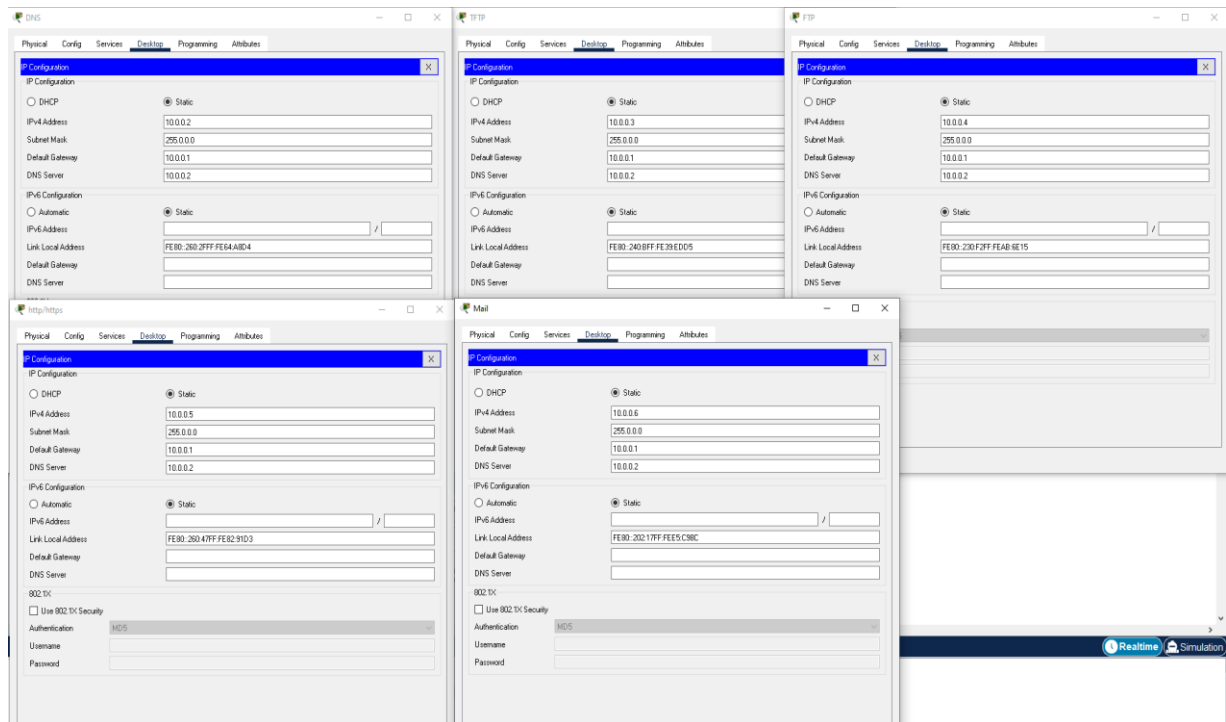 DNS
Physical Config Services Desktop Programming Attributes
IP Configuration X
IP Configuration
DHCP Static
IPv4 Address 10.0.0.2
Subnet Mask 255.0.0.0
Default Gateway 10.0.0.1
DNS Server 10.0.0.2
IPv6 Configuration
Automatic Static
IPv6 Address /
Link Local Address FE80::260:2FFF:FE64:A8D4
Default Gateway
DNS Server
TFTP
Physical Config Services Desktop Programming Attributes
IP Configuration
IP Configuration
DHCP Static
IPv4 Address 10.0.0.3
Subnet Mask 255.0.0.0
Default Gateway 10.0.0.1
DNS Server 10.0.0.2
IPv6 Configuration
Automatic Static
IPv6 Address
Link Local Address FE80::240:BFF:FE39:EDD5
Default Gateway
DNS Server
FTP
Physical Config Services Desktop Programming Attributes
IP Configuration X
IP Configuration
DHCP Static
IPv4 Address 10.0.0.4
Subnet Mask 255.0.0.0
Default Gateway 10.0.0.1
DNS Server 10.0.0.2
IPv6 Configuration
Automatic Static
IPv6 Address /
Link Local Address FE80::230:F2FF:FEAB:6E15
Default Gateway
DNS Server
http/https
Physical Config Services Desktop Programming Attributes
IP Configuration X
IP Configuration
DHCP Static
IPv4 Address 10.0.0.5
Subnet Mask 255.0.0.0
Default Gateway 10.0.0.1
DNS Server 10.0.0.2
IPv6 Configuration
Automatic Static
IPv6 Address /
Link Local Address FE80::260:47FF:FE82:91D3
Default Gateway
DNS Server
802.1X
Use 802.1X Security
Authentication MD5
Username
Password
Mail
Physical Config Services Desktop Programming Attributes
IP Configuration X
IP Configuration
DHCP Static
IPv4 Address 10.0.0.6
Subnet Mask 255.0.0.0
Default Gateway 10.0.0.1
DNS Server 10.0.0.2
IPv6 Configuration
Automatic Static
IPv6 Address /
Link Local Address FE80::202:17FF:FEE5:C98C
Default Gateway
DNS Server
802.1X
Use 802.1X Security
Authentication MD5
Username
Password
Realtime Simulation